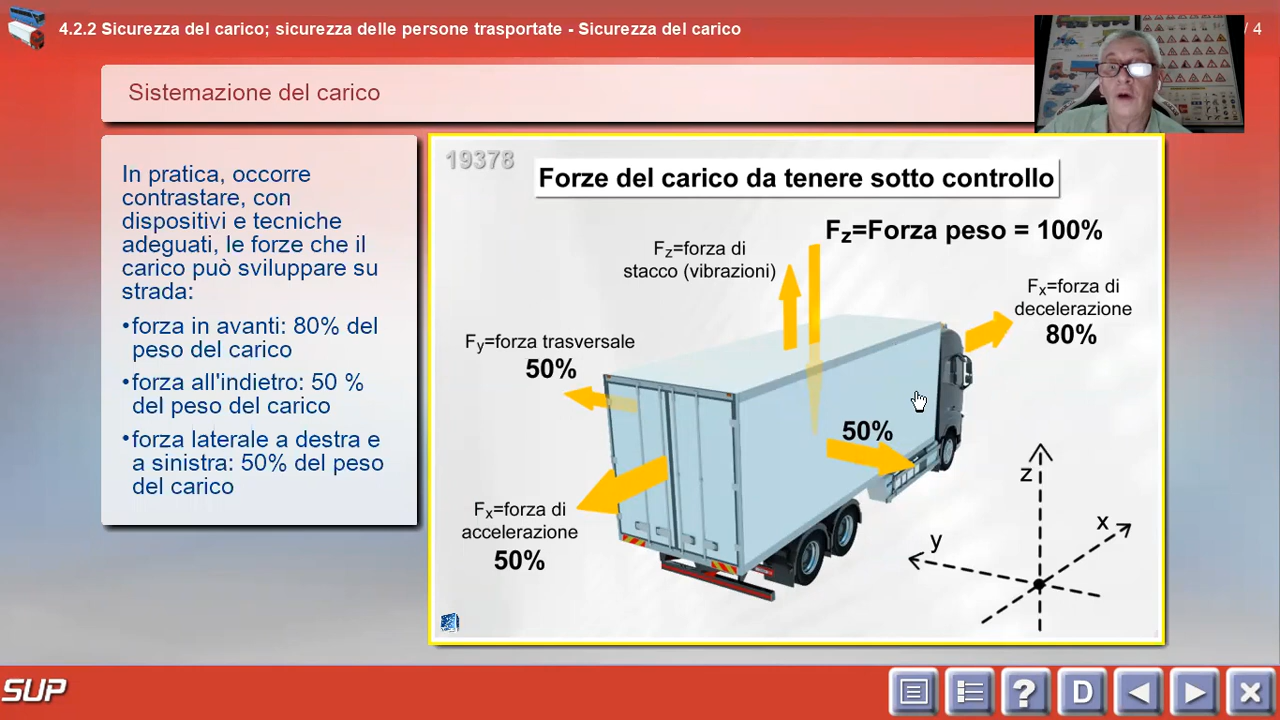 4.2.2 Sicurezza del carico; sicurezza delle persone trasportate - Sicurezza del carico
/ 4
Sistemazione del carico
In pratica, occorre
contrastare, con
dispositivi e tecniche
adeguati, le forze che il
carico può sviluppare su
strada:
•forza in avanti: 80% del
peso del carico
•forza all'indietro: 50 %
del peso del carico
•forza laterale a destra e
a sinistra: 50% del peso
del carico
19378
Forze del carico da tenere sotto controllo
Fz=Forza peso = 100%
Fz=forza di
stacco (vibrazioni)
Fx=forza di
decelerazione
80%
Fy=forza trasversale
50%
50%
Fx=forza di
accelerazione
50%
z
x
y
SUP
?
D